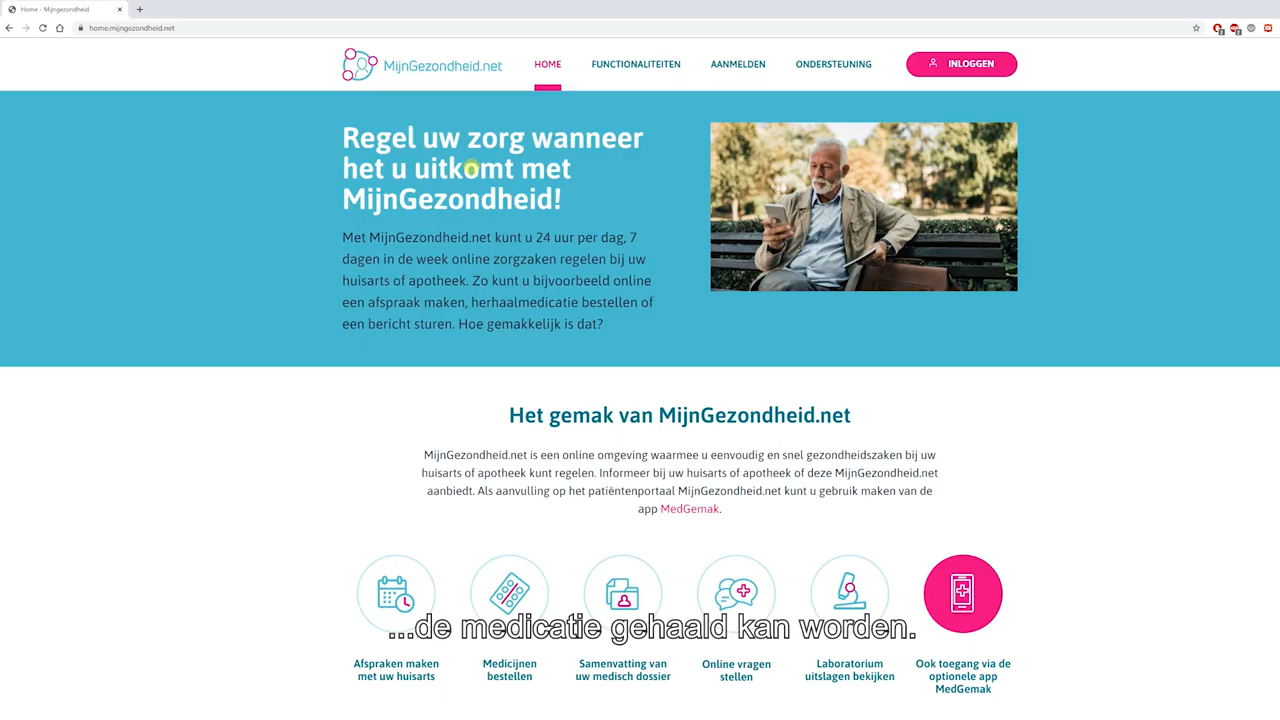 Home - Mijngezondheid
home.mijngezondheid.net
MijnGezondheid.net
HOME
FUNCTIONALITEITEN
AANMELDEN
ONDERSTEUNING
INLOGGEN
Regel uw zorg wanneer
het u uitkomt met
MijnGezondheid!
Met MijnGezondheid.net kunt u 24 uur per dag, 7
dagen in de week online zorgzaken regelen bij uw
huisarts of apotheek. Zo kunt u bijvoorbeeld online
een afspraak maken, herhaalmedicatie bestellen of
een bericht sturen. Hoe gemakkelijk is dat?
Het gemak van MijnGezondheid.net
MijnGezondheid.net is een online omgeving waarmee u eenvoudig en snel gezondheidszaken bij uw
huisarts of apotheek kunt regelen. Informeer bij uw huisarts of apotheek of deze MijnGezondheid.net
aanbiedt. Als aanvulling op het patiëntenportaal MijnGezondheid.net kunt u gebruik maken van de
app MedGemak.
...de medicatie gehaald kan worden.
Afspraken maken
met uw huisarts
Medicijnen
bestellen
Samenvatting van
uw medisch dossier
Online vragen
stellen
Laboratorium
uitslagen bekijken
Ook toegang via de
optionele app
MedGemak